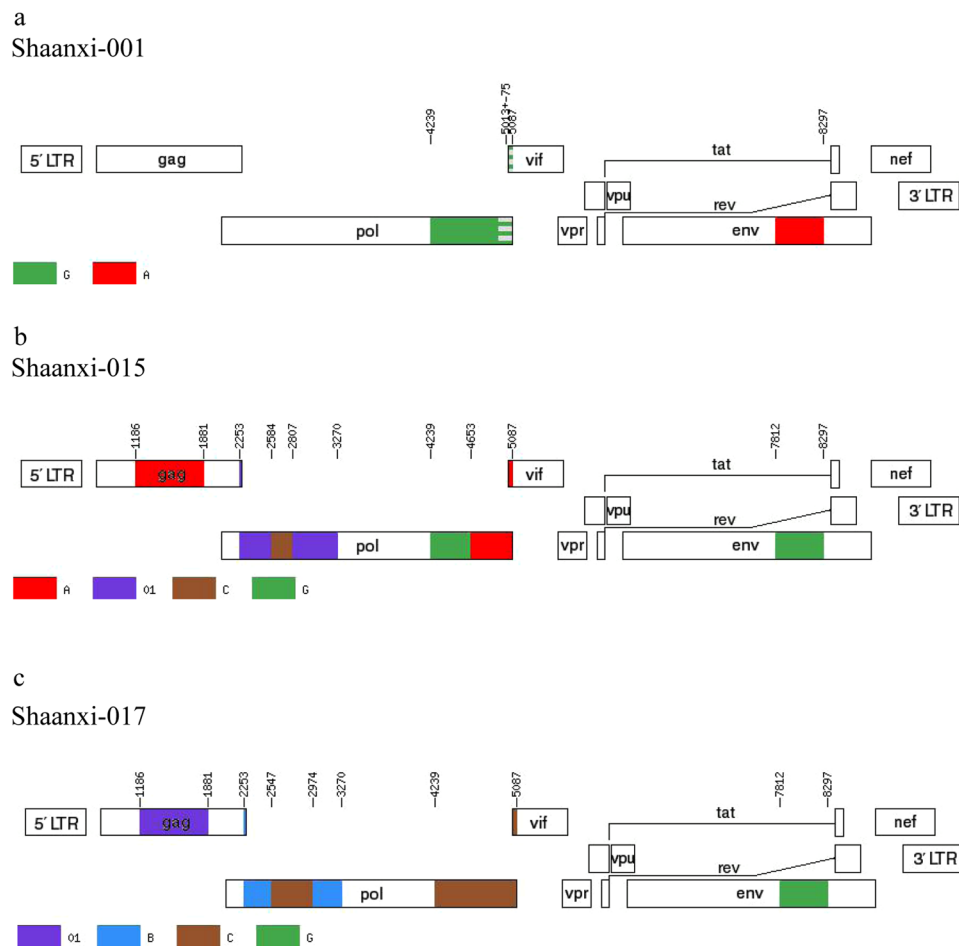 a
Shaanxi-001
4239
5013+-75
5087
8297
5′ LTR
gag
vif
tat
nef
vpu
rev
3′ LTR
pol
vpr
env
G
A
b
Shaanxi-015
1186
1881
2253
2584
2807
3270
4239
4653
5087
7812
8297
5′ LTR
gag
vif
tat
nef
vpu
rev
3′ LTR
pol
vpr
env
A
01
C
G
c
Shaanxi-017
1186
1881
2253
2547
2974
3270
4239
5087
7812
8297
5′ LTR
gag
vif
tat
nef
vpu
rev
3′ LTR
pol
vpr
env
01
B
C
G